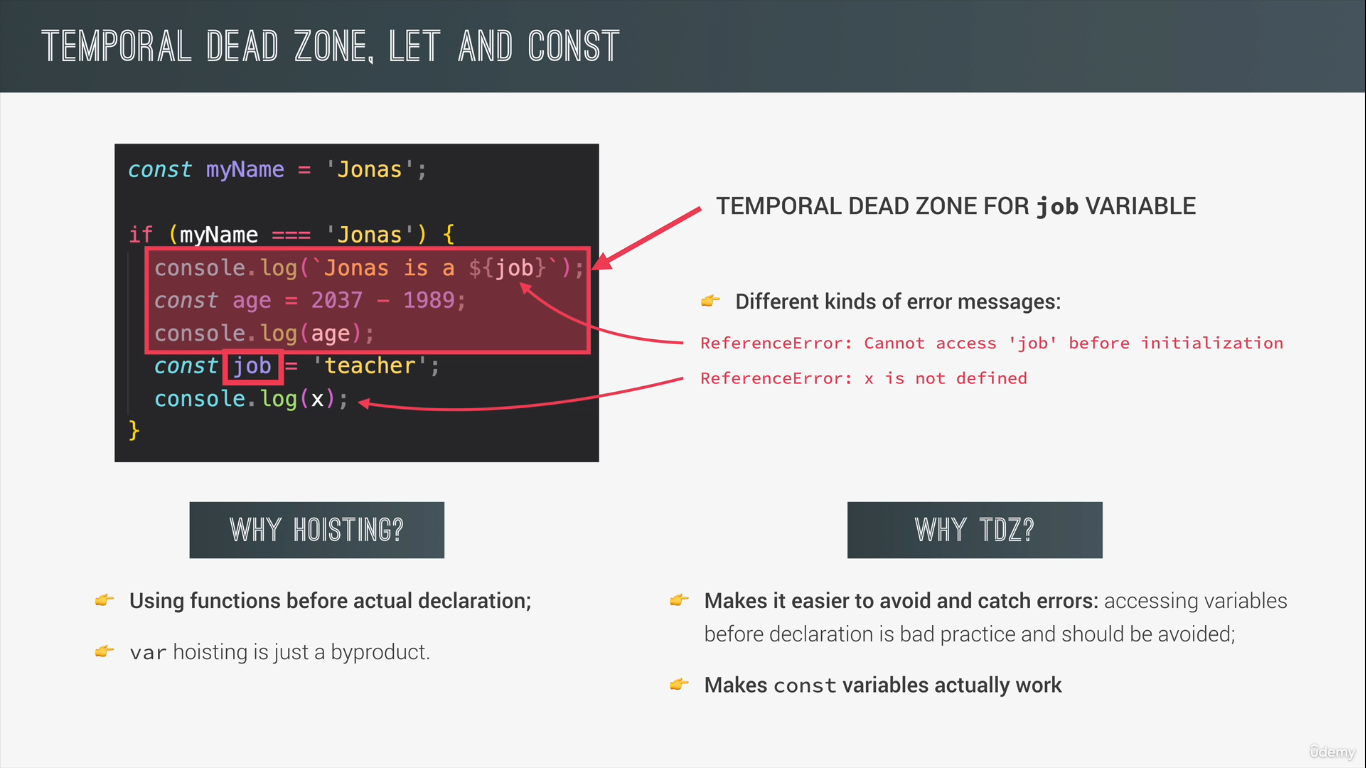 TEMPORAL DEAD ZONE, LET AND CONST
const myName = 'Jonas';
if (myName === 'Jonas') {
console.log(`Jonas is a ${job}`);
const age = 2037 - 1989;
console.log(age);
const job = 'teacher';
console.log(x);
}
TEMPORAL DEAD ZONE FOR job VARIABLE
👉 Different kinds of error messages:
ReferenceError: Cannot access 'job' before initialization
ReferenceError: x is not defined
WHY HOISTING?
👉 Using functions before actual declaration;
👉 var hoisting is just a byproduct.
WHY TDZ?
👉 Makes it easier to avoid and catch errors: accessing variables
before declaration is bad practice and should be avoided;
👉 Makes const variables actually work
ûdemy